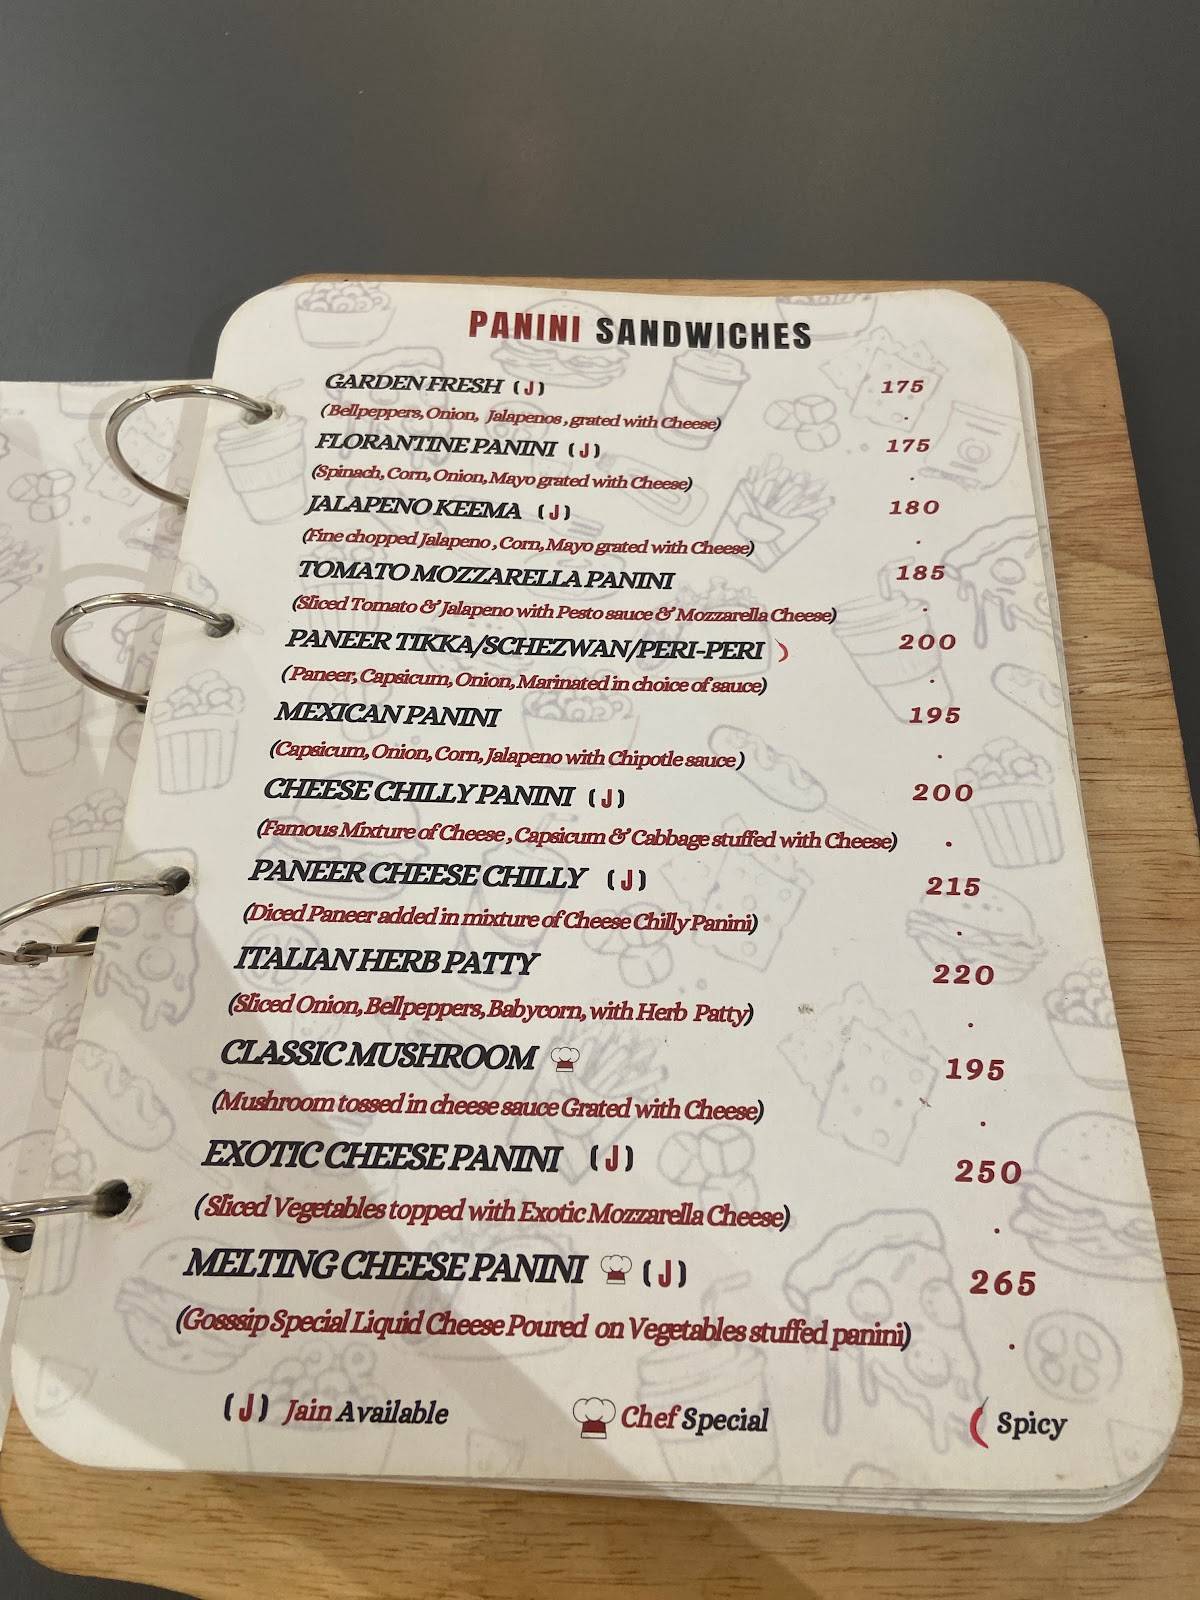 PANINI SANDWICHES
GARDEN FRESH (J) 175
(Bellpeppers, Onion, Jalapenos, grated with Cheese)
FLORANTINE PANINI (J) 175
(Spinach, Corn, Onion, Mayo grated with Cheese)
JALAPENO KEEMA (J) 180
(Fine chopped Jalapeno, Corn, Mayo grated with Cheese)
TOMATO MOZZARELLA PANINI 185
(Sliced Tomato & Jalapeno with Pesto sauce & Mozzarella Cheese)
PANEER TIKKA/SCHEZWAN/PERI-PERI 200
(Paneer, Capsicum, Onion, Marinated in choice of sauce)
MEXICAN PANINI 195
(Capsicum, Onion, Corn, Jalapeno with Chipotle sauce)
CHEESE CHILLY PANINI (J) 200
(Famous Mixture of Cheese, Capsicum & Cabbage stuffed with Cheese)
PANEER CHEESE CHILLY (J) 215
(Diced Paneer added in mixture of Cheese Chilly Panini)
ITALIAN HERB PATTY 220
(Sliced Onion, Bellpeppers, Babycorn, with Herb Patty)
CLASSIC MUSHROOM 195
(Mushroom tossed in cheese sauce Grated with Cheese)
EXOTIC CHEESE PANINI (J) 250
(Sliced Vegetables topped with Exotic Mozzarella Cheese)
MELTING CHEESE PANINI (J) 265
(Gosssip Special Liquid Cheese Poured on Vegetables stuffed panini)
(J) Jain Available Chef Special Spicy